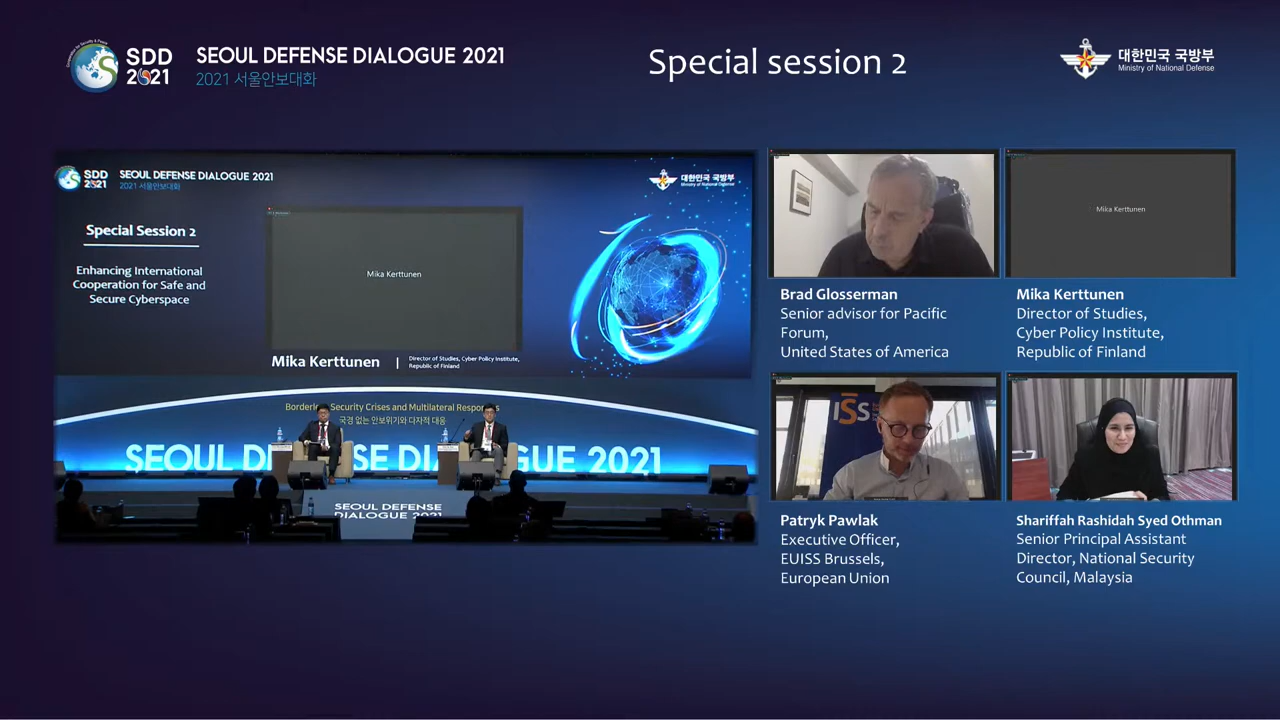 SDD
2021
SEOUL DEFENSE DIALOGUE 2021
2021 서울안보대화
Special session 2
대한민국 국방부
Ministry of National Defense
SDD
2021
SEOUL DEFENSE DIALOGUE 2021
2021 서울안보대화
대한민국 국방부
Ministry of National Defense
Special Session 2
Enhancing International
Cooperation for Safe and
Secure Cyberspace
Mika Kerttunen
Mika Kerttunen | Director of Studies, Cyber Policy Institute,
Republic of Finland
Security Crises and Multilateral
국경 없는 안보위기와 다자적 대응
SEOUL DEFENSE
DIALOGUE 2021
Brad Glosserman
Senior advisor for Pacific
Forum,
United States of America
Mika Kerttunen
Mika Kerttunen
Director of Studies,
Cyber Policy Institute,
Republic of Finland
ISS
Patryk Pawlak
Executive Officer,
EUISS Brussels,
European Union
Shariffah Rashidah Syed Othman
Senior Principal Assistant
Director, National Security
Council, Malaysia